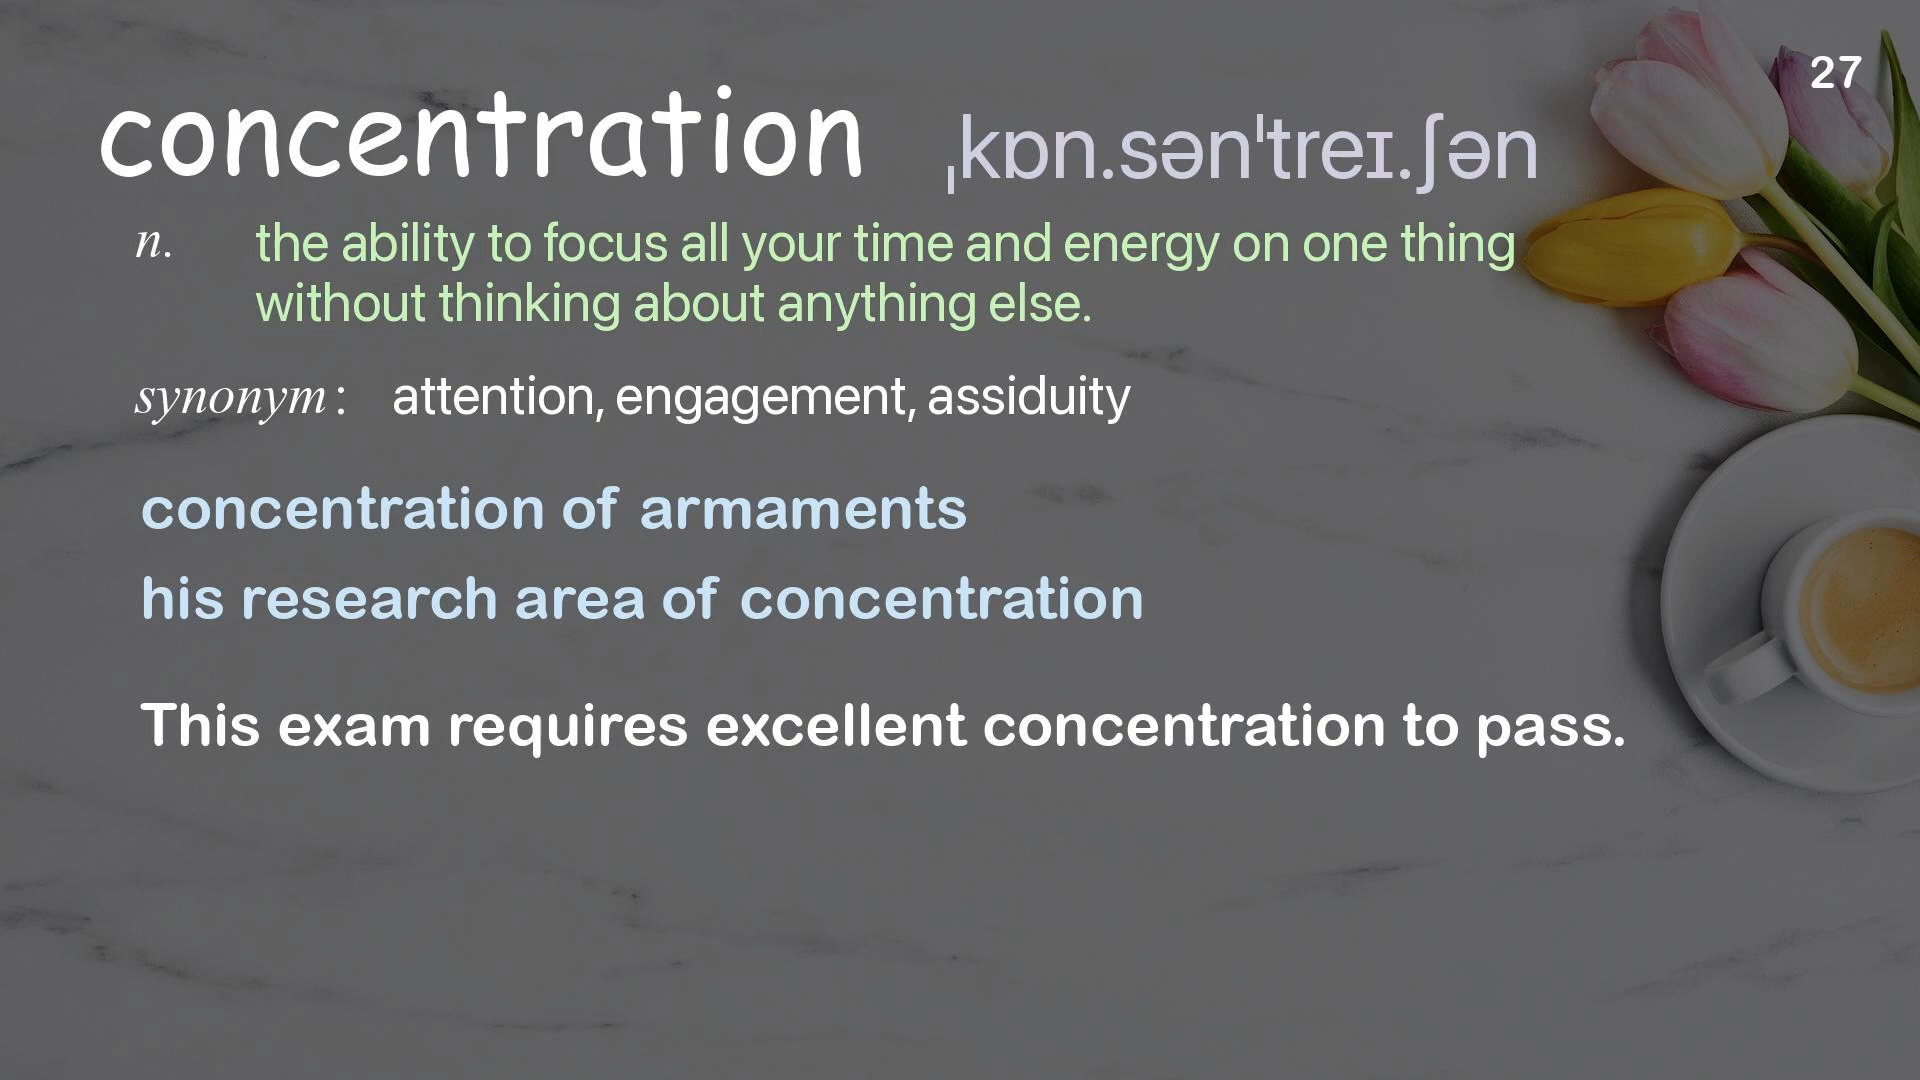 27
concentration ˌkɒn.sənˈtreɪ.ʃən
n. the ability to focus all your time and energy on one thing
without thinking about anything else.
synonym: attention, engagement, assiduity
concentration of armaments
his research area of concentration
This exam requires excellent concentration to pass.